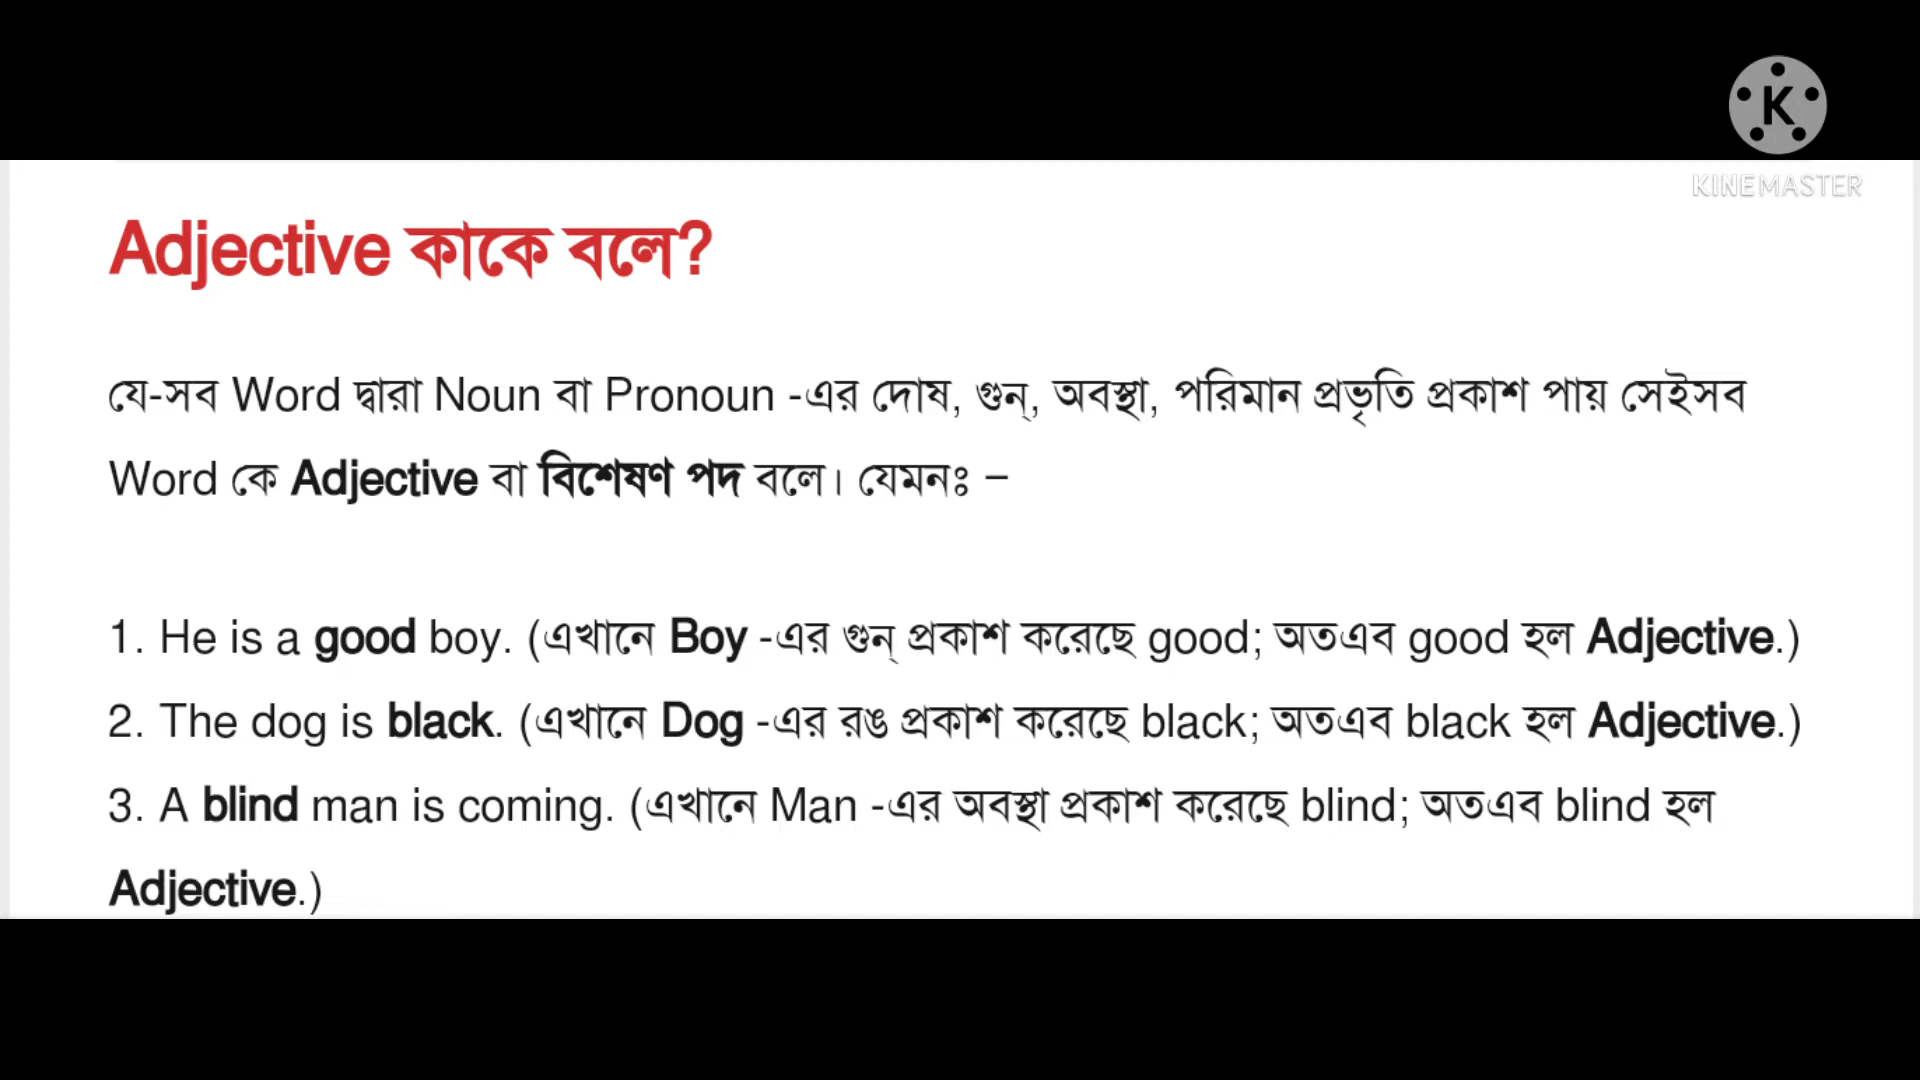 K
KINEMASTER
Adjective কাকে বলে?
যে-সব Word দ্বারা Noun বা Pronoun -এর দোষ, গুন্, অবস্থা, পরিমান প্রভৃতি প্রকাশ পায় সেইসব
Word কে Adjective বা বিশেষণ পদ বলে। যেমনঃ –
1. He is a good boy. (এখানে Boy -এর গুন্ প্রকাশ করেছে good; অতএব good হল Adjective.)
2. The dog is black. (এখানে Dog -এর রঙ প্রকাশ করেছে black; অতএব black হল Adjective.)
3. A blind man is coming. (এখানে Man -এর অবস্থা প্রকাশ করেছে blind; অতএব blind হল
Adjective.)